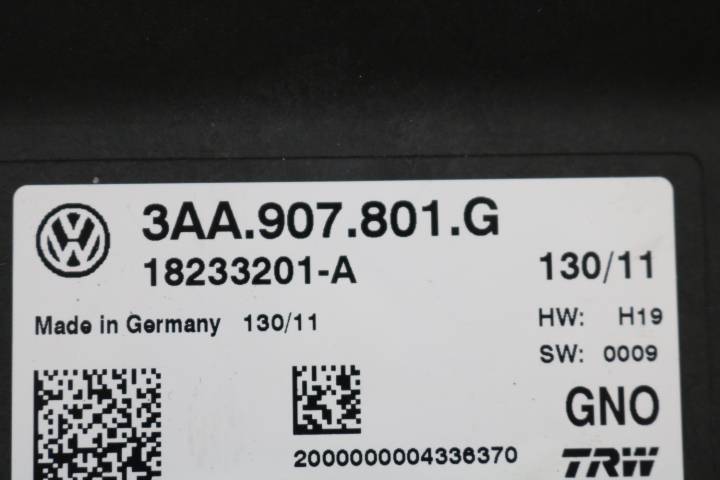 3AA.907.801.G
18233201-A 130/11
Made in Germany 130/11 HW: H19
SW: 0009
GNO
2000000004336370 TRW